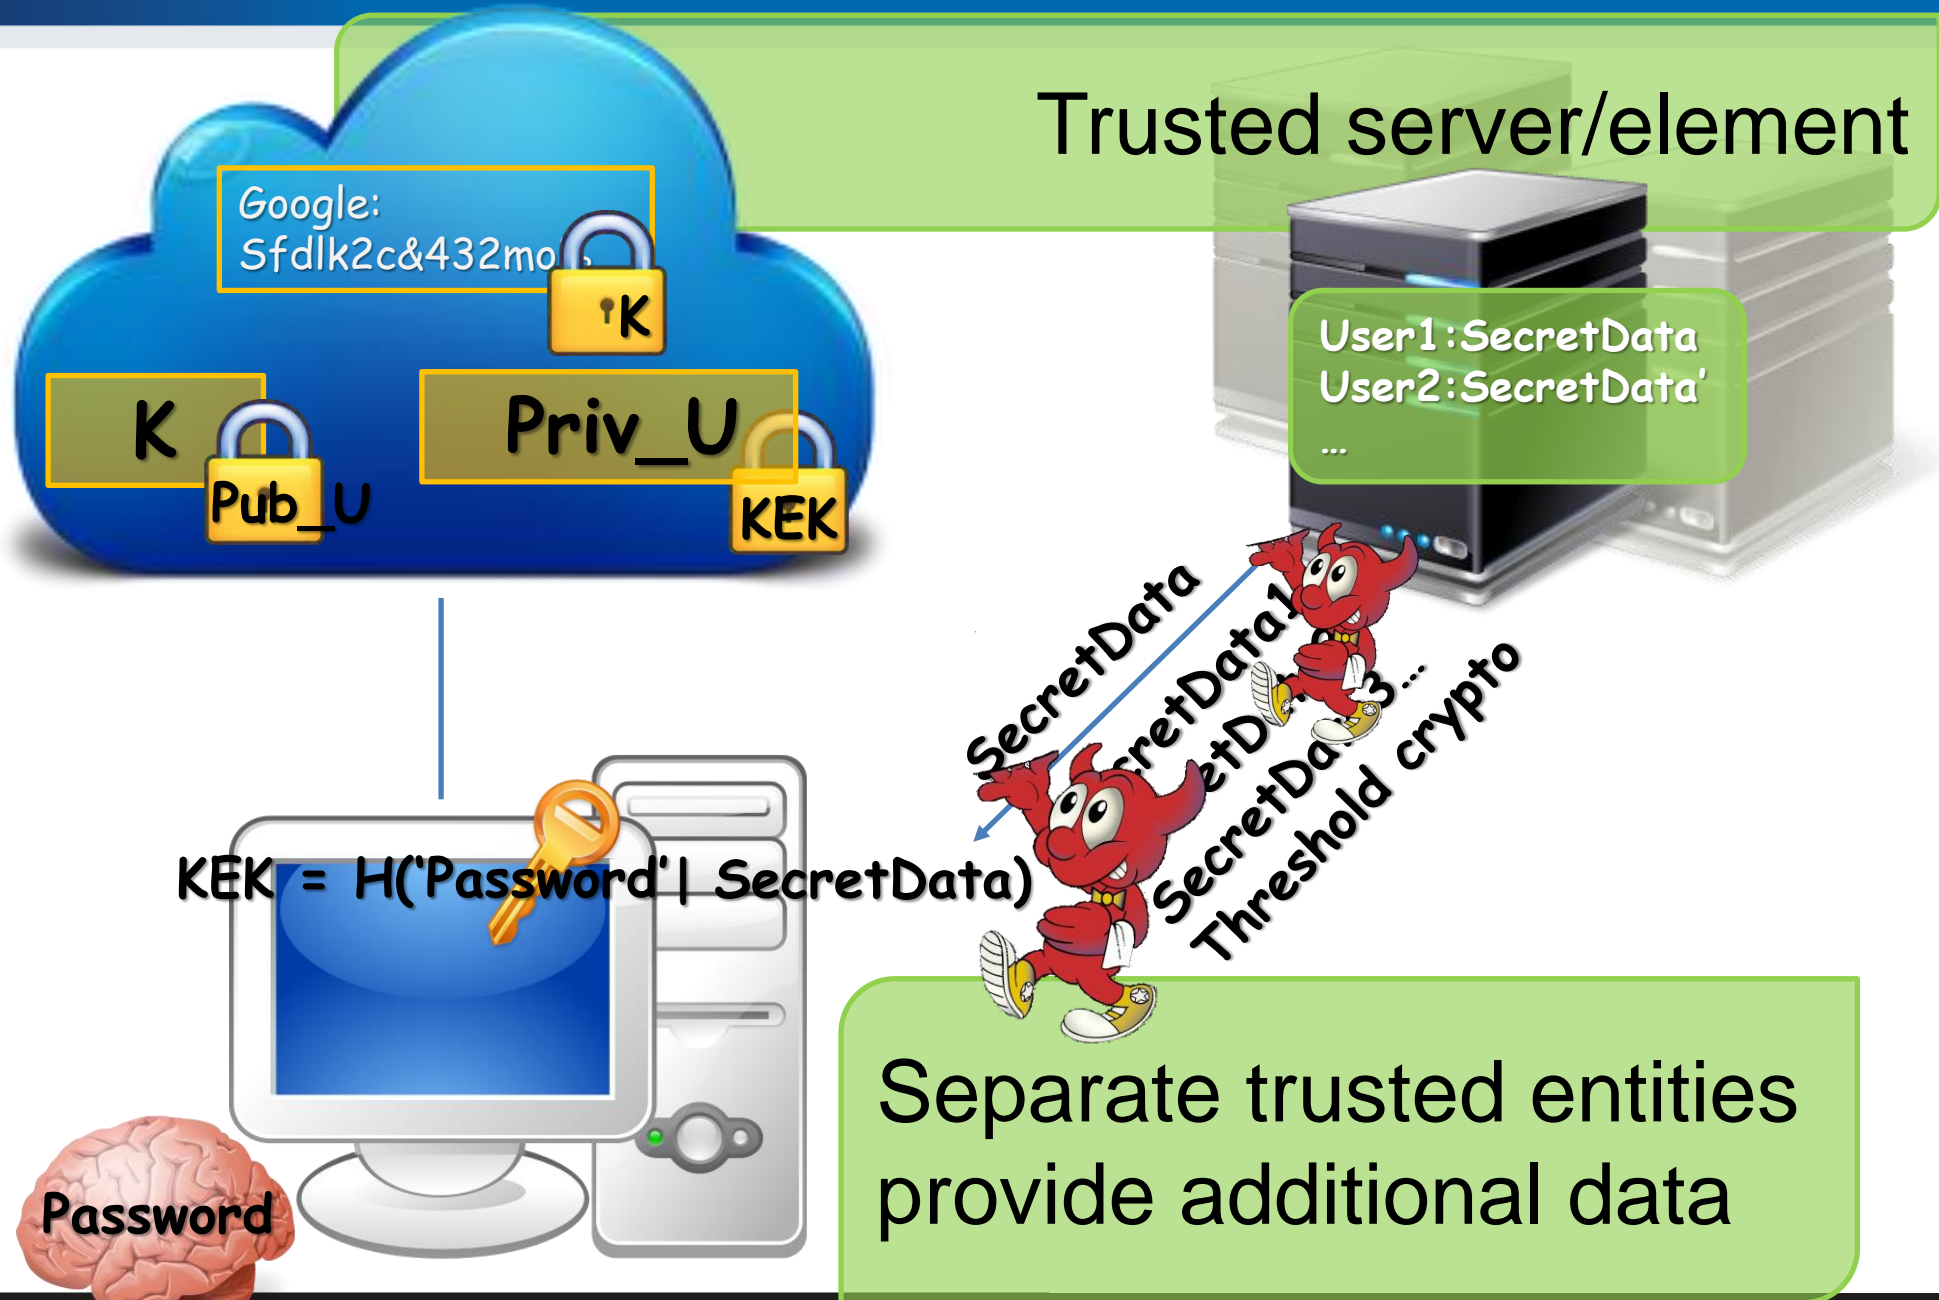 Trusted server/element
Google:
Sfdlk2c&432mo
K
User1:SecretData
User2:SecretData'
...
K
Pub_U
Priv_U
KEK
SecretData
SecretData3...
Threshold crypto
KEK = H('Password'| SecretData)
Separate trusted entities
provide additional data
Password